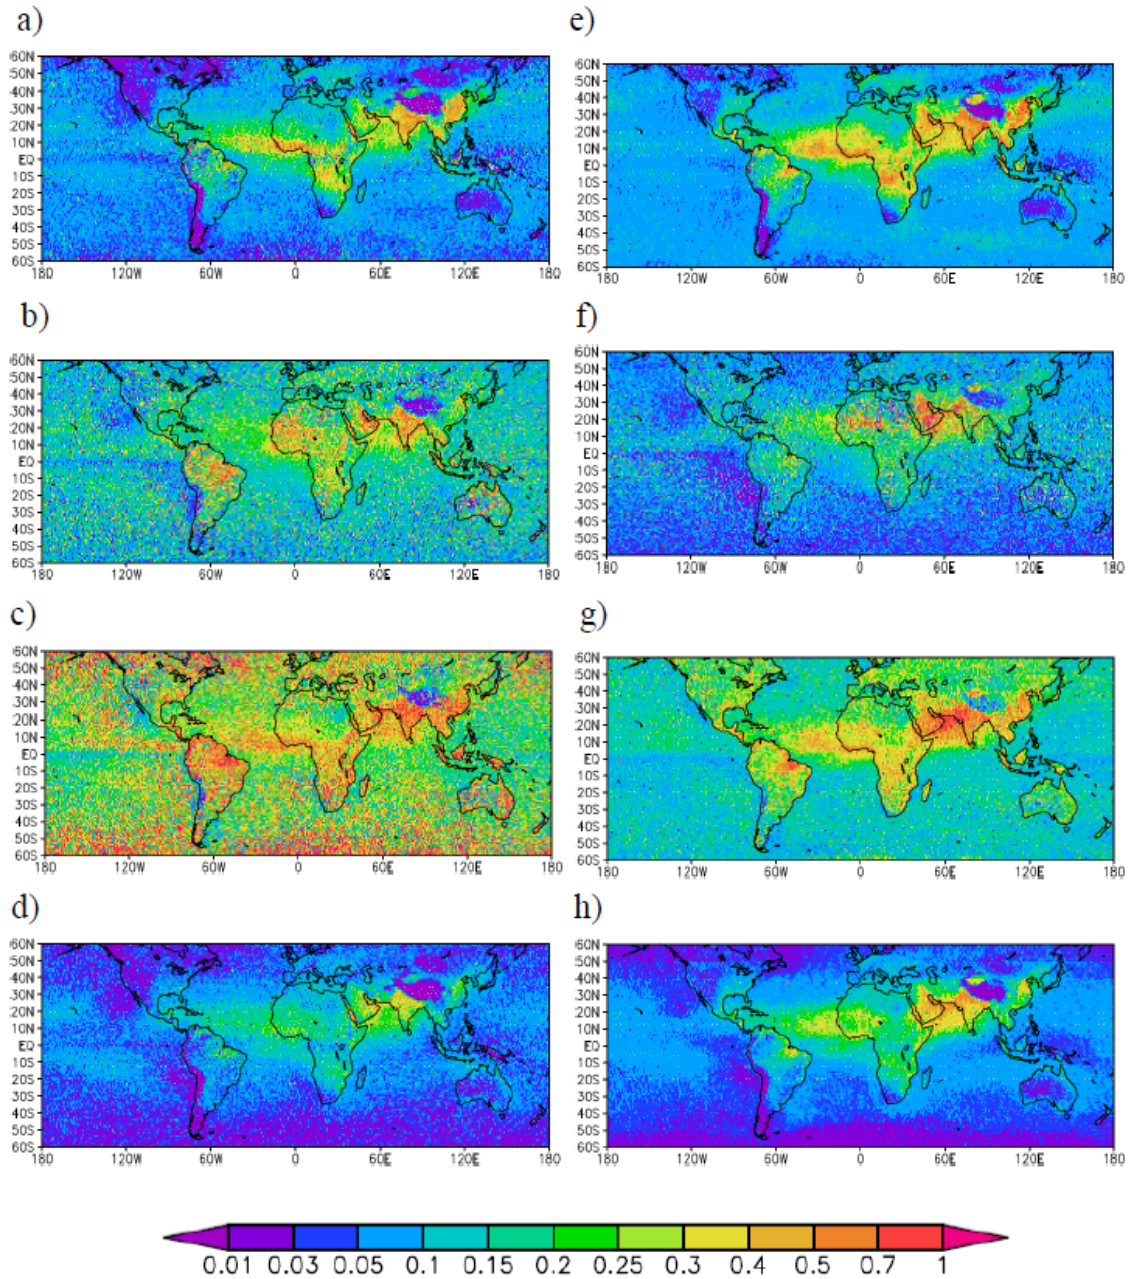 a)
60N
50N
40N
30N
20N
10N
EQ
10S
20S
30S
40S
50S
60S
180 120W 60W 0 60E 120E 180
e)
60N
50N
40N
30N
20N
10N
EQ
10S
20S
30S
40S
50S
60S
180 120W 60W 0 60E 120E 180
b)
60N
50N
40N
30N
20N
10N
EQ
10S
20S
30S
40S
50S
60S
180 120W 60W 0 60E 120E 180
f)
60N
50N
40N
30N
20N
10N
EQ
10S
20S
30S
40S
50S
60S
180 120W 60W 0 60E 120E 180
c)
60N
50N
40N
30N
20N
10N
EQ
10S
20S
30S
40S
50S
60S
180 120W 60W 0 60E 120E 180
g)
60N
50N
40N
30N
20N
10N
EQ
10S
20S
30S
40S
50S
60S
180 120W 60W 0 60E 120E 180
d)
60N
50N
40N
30N
20N
10N
EQ
10S
20S
30S
40S
50S
60S
180 120W 60W 0 60E 120E 180
h)
60N
50N
40N
30N
20N
10N
EQ
10S
20S
30S
40S
50S
60S
180 120W 60W 0 60E 120E 180
0.01 0.03 0.05 0.1 0.15 0.2 0.25 0.3 0.4 0.5 0.7 1